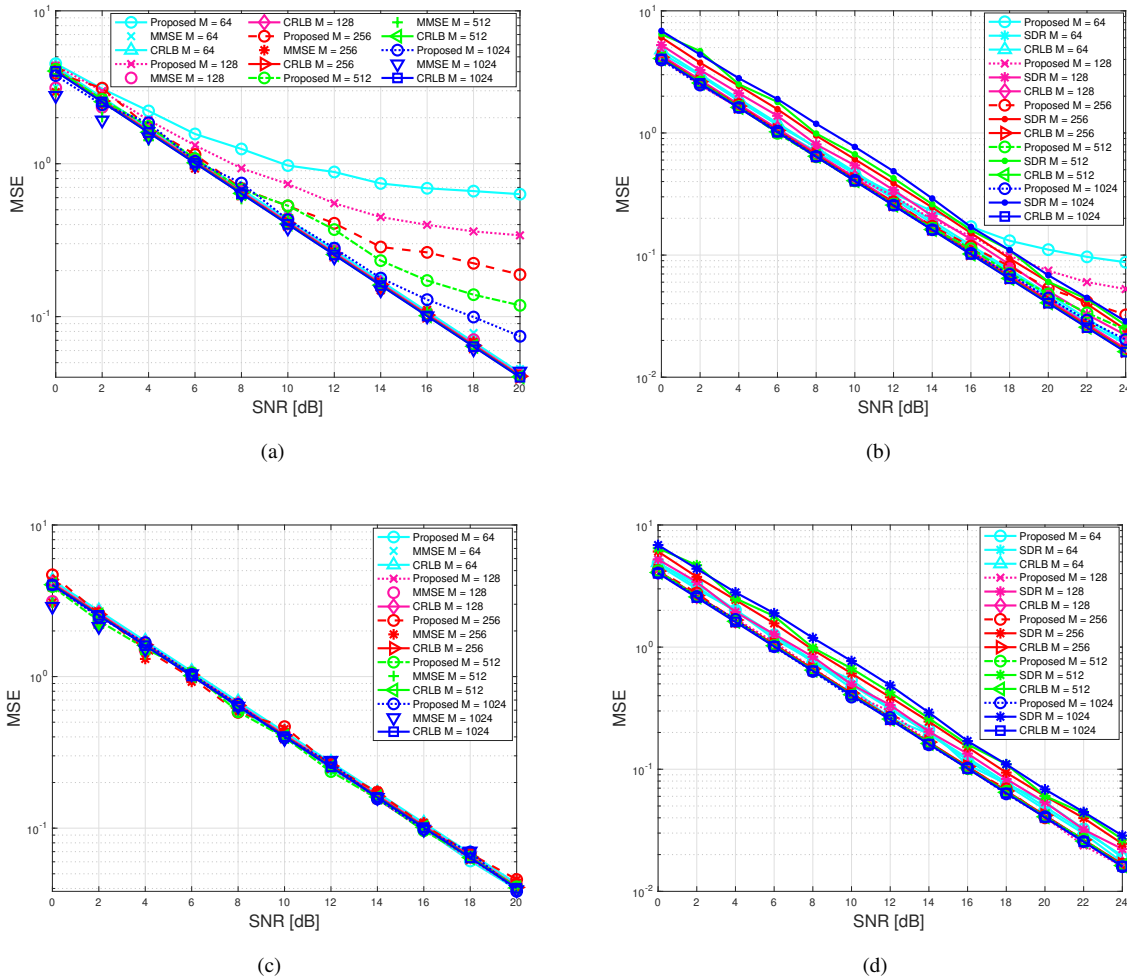 Proposed M = 64
MMSE M = 64
CRLB M = 64
Proposed M = 128
MMSE M = 128
CRLB M = 128
Proposed M = 256
MMSE M = 256
CRLB M = 256
Proposed M = 512
MMSE M = 512
CRLB M = 512
Proposed M = 1024
MMSE M = 1024
CRLB M = 1024
10^1
10^0
10^-1
MSE
0 2 4 6 8 10 12 14 16 18 20
SNR [dB]
(a)
Proposed M = 64
SDR M = 64
CRLB M = 64
Proposed M = 128
SDR M = 128
CRLB M = 128
Proposed M = 256
SDR M = 256
CRLB M = 256
Proposed M = 512
SDR M = 512
CRLB M = 512
Proposed M = 1024
SDR M = 1024
CRLB M = 1024
10^1
10^0
10^-1
10^-2
MSE
0 2 4 6 8 10 12 14 16 18 20 22 24
SNR [dB]
(b)
Proposed M = 64
MMSE M = 64
CRLB M = 64
Proposed M = 128
MMSE M = 128
CRLB M = 128
Proposed M = 256
MMSE M = 256
CRLB M = 256
Proposed M = 512
MMSE M = 512
CRLB M = 512
Proposed M = 1024
MMSE M = 1024
CRLB M = 1024
10^1
10^0
10^-1
MSE
0 2 4 6 8 10 12 14 16 18 20
SNR [dB]
(c)
Proposed M = 64
SDR M = 64
CRLB M = 64
Proposed M = 128
SDR M = 128
CRLB M = 128
Proposed M = 256
SDR M = 256
CRLB M = 256
Proposed M = 512
SDR M = 512
CRLB M = 512
Proposed M = 1024
SDR M = 1024
CRLB M = 1024
10^1
10^0
10^-1
10^-2
MSE
0 2 4 6 8 10 12 14 16 18 20 22 24
SNR [dB]
(d)